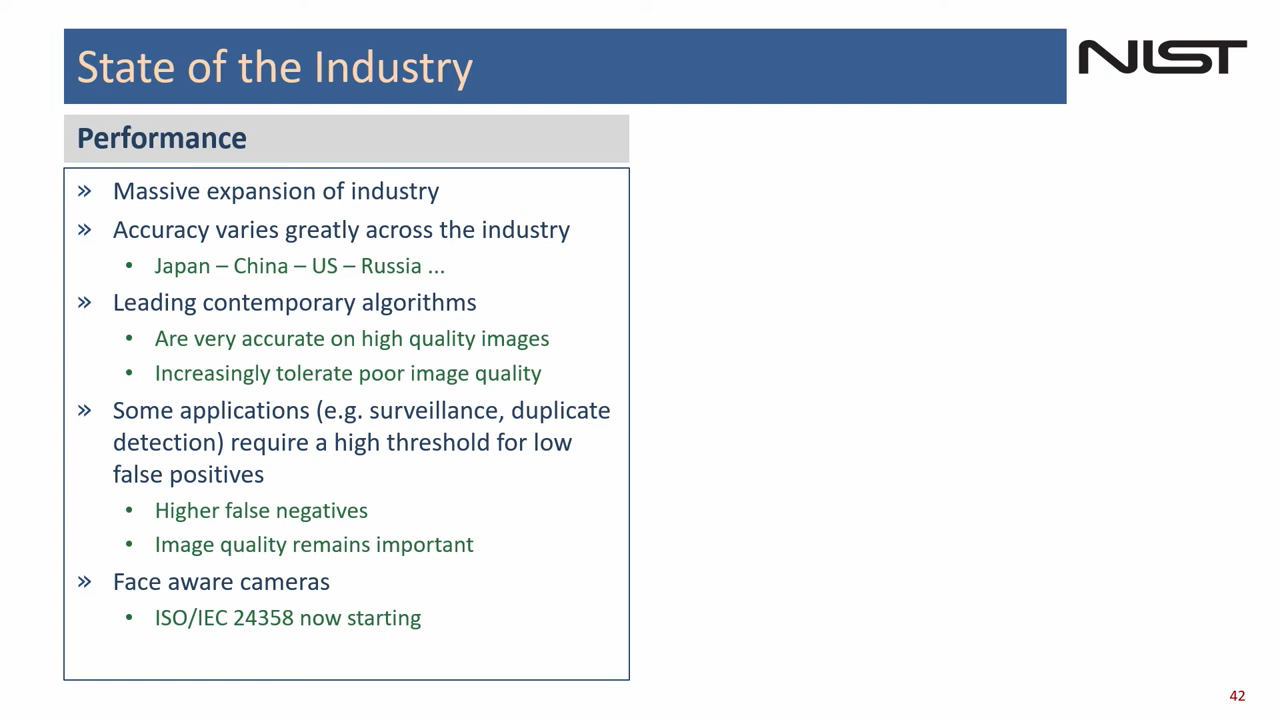 State of the Industry
NIST
Performance
» Massive expansion of industry
» Accuracy varies greatly across the industry
• Japan – China – US – Russia ...
» Leading contemporary algorithms
• Are very accurate on high quality images
• Increasingly tolerate poor image quality
» Some applications (e.g. surveillance, duplicate
detection) require a high threshold for low
false positives
• Higher false negatives
• Image quality remains important
» Face aware cameras
• ISO/IEC 24358 now starting
42